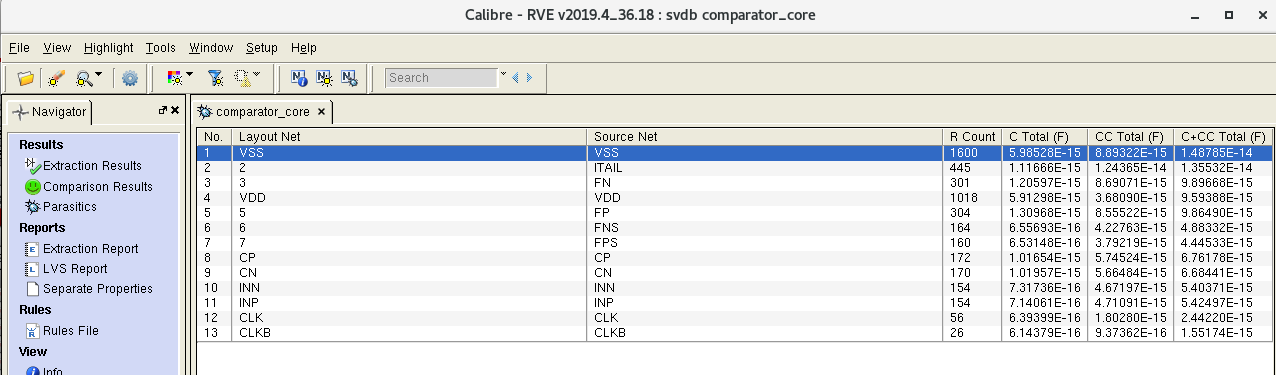 Calibre - RVE v2019.4_36.18 : svdb comparator_core
File View Highlight Tools Window Setup Help
Search
Navigator
comparator_core
Results
Extraction Results
Comparison Results
Parasitics
Reports
Extraction Report
LVS Report
Separate Properties
Rules
Rules File
View
Info
No. Layout Net Source Net R Count C Total (F) CC Total (F) C+CC Total (F)
1 VSS VSS 1600 5.98528E-15 8.89322E-15 1.48785E-14
2 2 ITAIL 445 1.11666E-15 1.24365E-14 1.35532E-14
3 3 FN 301 1.20597E-15 8.69071E-15 9.89668E-15
4 VDD VDD 1018 5.91298E-15 3.68090E-15 9.59388E-15
5 5 FP 304 1.30968E-15 8.55522E-15 9.86490E-15
6 6 FNS 164 6.55693E-16 4.22763E-15 4.88332E-15
7 7 FPS 160 6.53148E-16 3.79219E-15 4.44533E-15
8 CP CP 172 1.01654E-15 5.74524E-15 6.76178E-15
9 CN CN 170 1.01957E-15 5.66484E-15 6.68441E-15
10 INN INN 154 7.31736E-16 4.67197E-15 5.40371E-15
11 INP INP 154 7.14061E-16 4.71091E-15 5.42497E-15
12 CLK CLK 56 6.39399E-16 1.80280E-15 2.44220E-15
13 CLKB CLKB 26 6.14379E-16 9.37362E-16 1.55174E-15